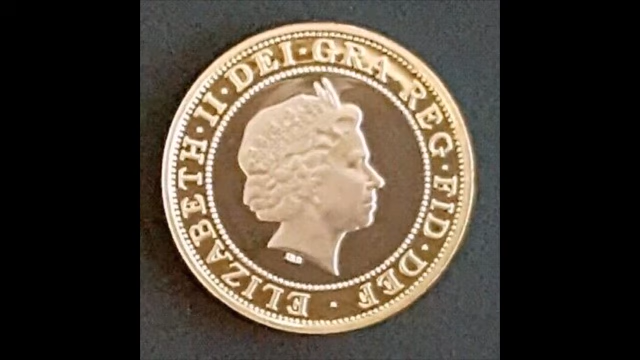 ELIZABETH · II · DEI · GRA · REG · FID · DEF ·